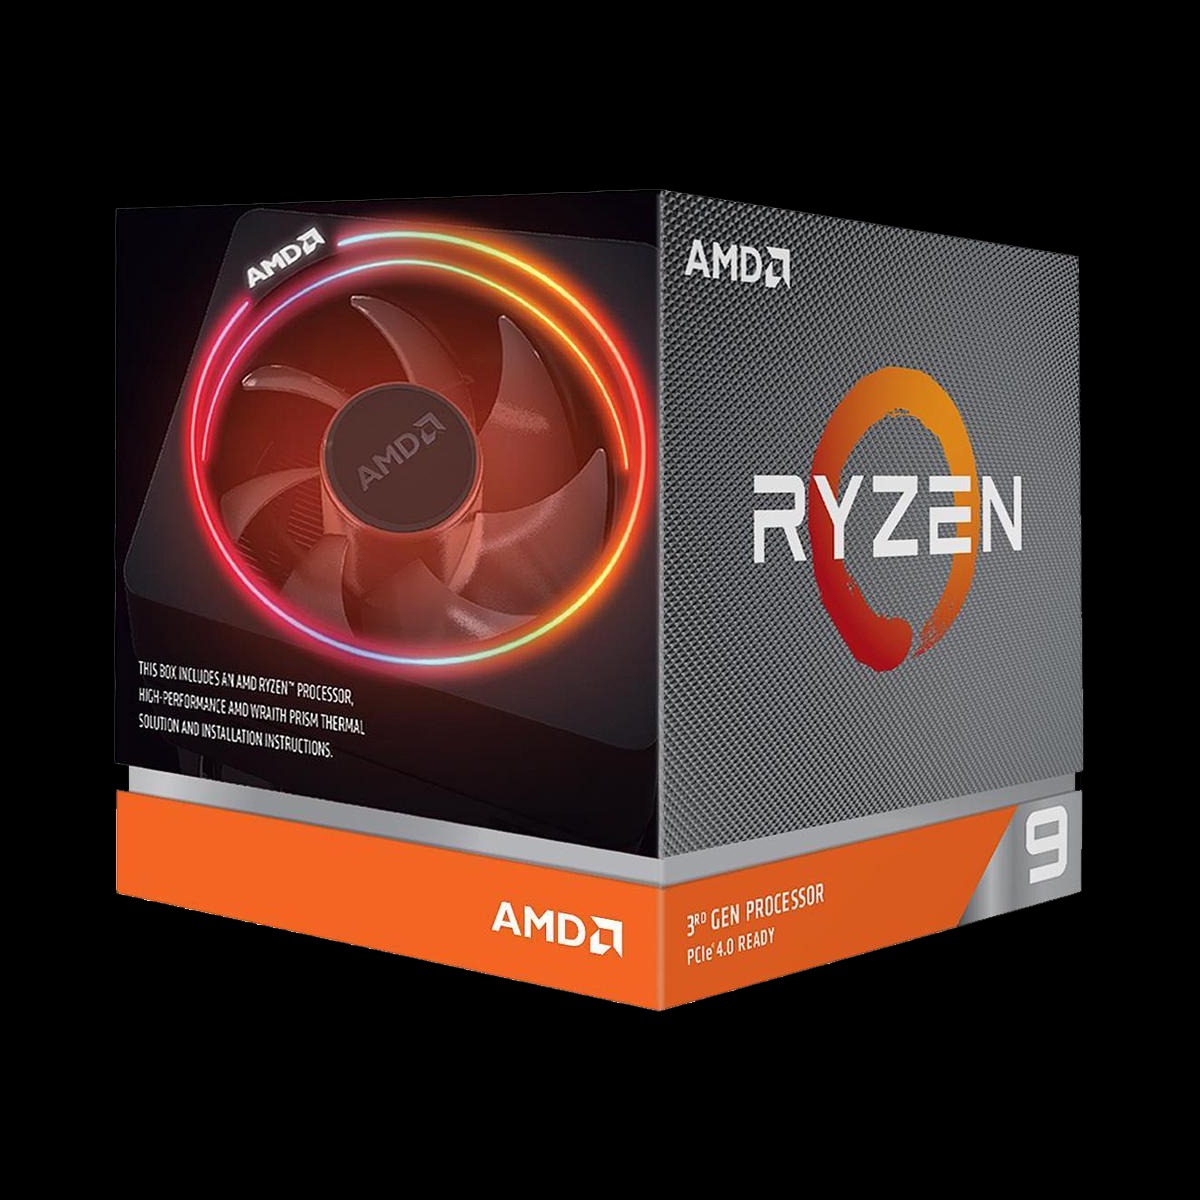 AMD
AMD
THIS BOX INCLUDES AN AMD RYZEN™ PROCESSOR,
HIGH-PERFORMANCE AMD WRAITH PRISM THERMAL
SOLUTION AND INSTALLATION INSTRUCTIONS.
AMD
AMD
RYZEN
9
3RD GEN PROCESSOR
PCIe® 4.0 READY